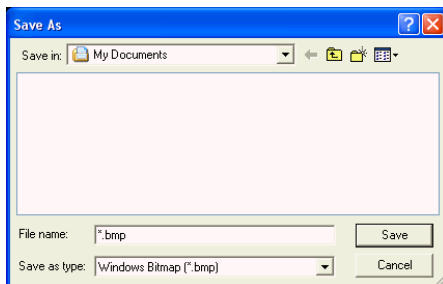 Save As
Save in: My Documents
File name: *.bmp
Save
Save as type: Windows Bitmap (*.bmp)
Cancel